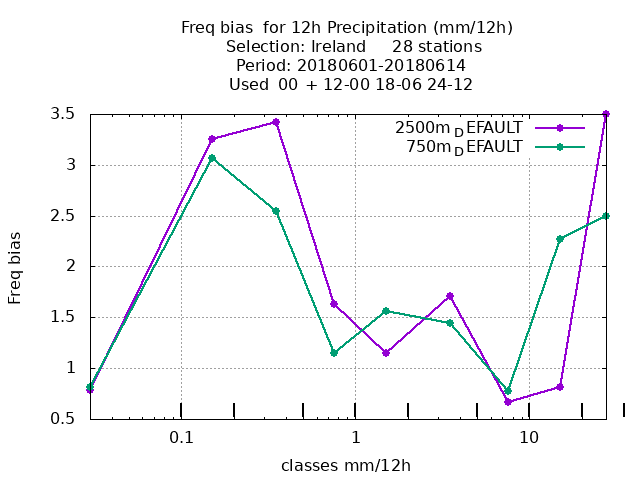 Freq bias  for 12h Precipitation (mm/12h)
Selection: Ireland     28 stations
Period: 20180601-20180614
Used  00 + 12-00 18-06 24-12
2500m_DEFAULT
750m_DEFAULT
3.5
3
2.5
2
1.5
1
0.5
Freq bias
0.1
1
10
classes mm/12h